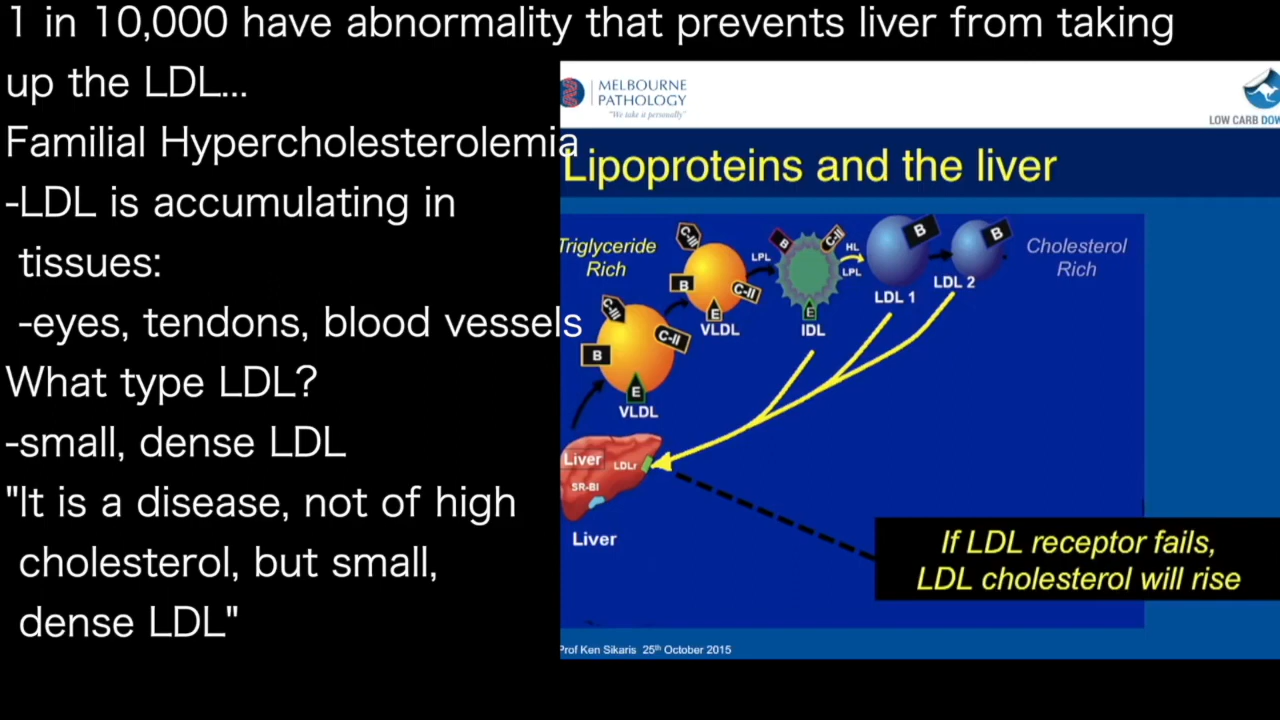 1 in 10,000 have abnormality that prevents liver from taking
up the LDL...
Familial Hypercholesterolemia
-LDL is accumulating in
tissues:
-eyes, tendons, blood vessels
What type LDL?
-small, dense LDL
"It is a disease, not of high
cholesterol, but small,
dense LDL"
MELBOURNE
PATHOLOGY
"We take it personally"
LOW CARB DOW
Lipoproteins and the liver
Triglyceride
Rich
C-III
B
C-II
E
VLDL
C-III
B
C-II
E
VLDL
LPL
B
C-II
E
IDL
HL
LPL
B
LDL 1
B
LDL 2
Cholesterol
Rich
Liver
LDLr
SR-BI
Liver
If LDL receptor fails,
LDL cholesterol will rise
Prof Ken Sikaris 25th October 2015